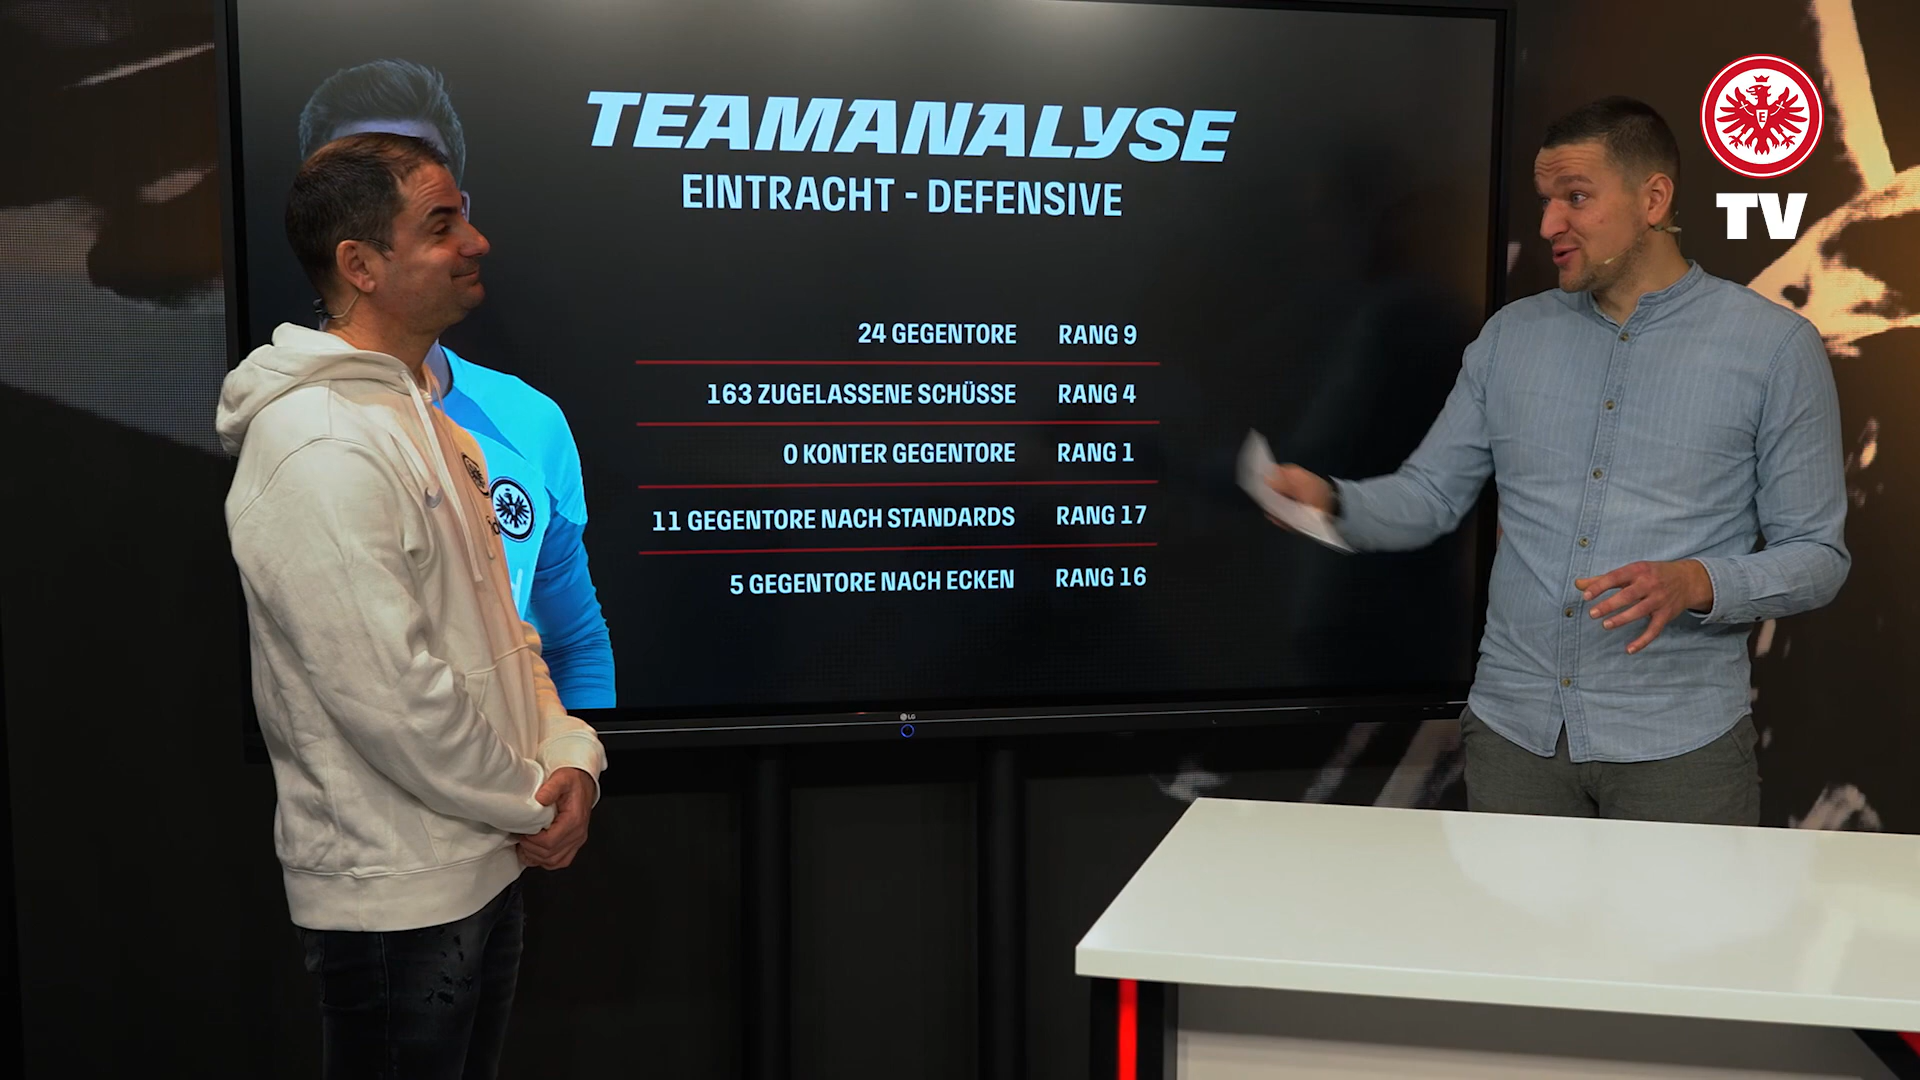 TEAMANALYSE
EINTRACHT - DEFENSIVE
24 GEGENTORE RANG 9
163 ZUGELASSENE SCHÜSSE RANG 4
0 KONTER GEGENTORE RANG 1
11 GEGENTORE NACH STANDARDS RANG 17
5 GEGENTORE NACH ECKEN RANG 16
LG
E
TV